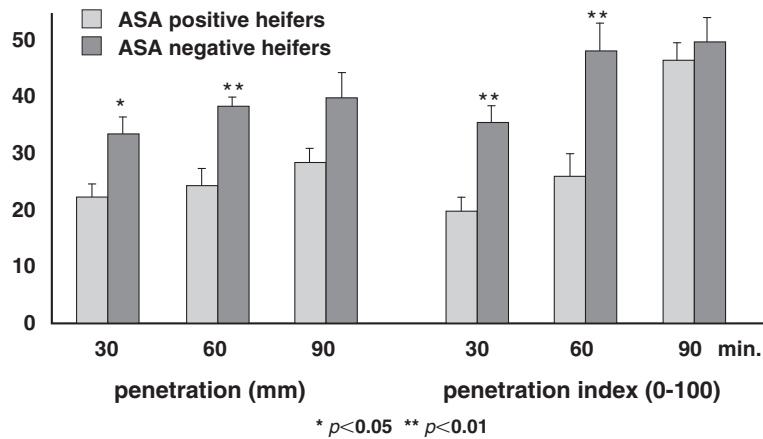 ASA positive heifers
ASA negative heifers
50
40
30
20
10
0
*
**
**
**
30 60 90 30 60 90 min.
penetration (mm) penetration index (0-100)
* p<0.05 ** p<0.01